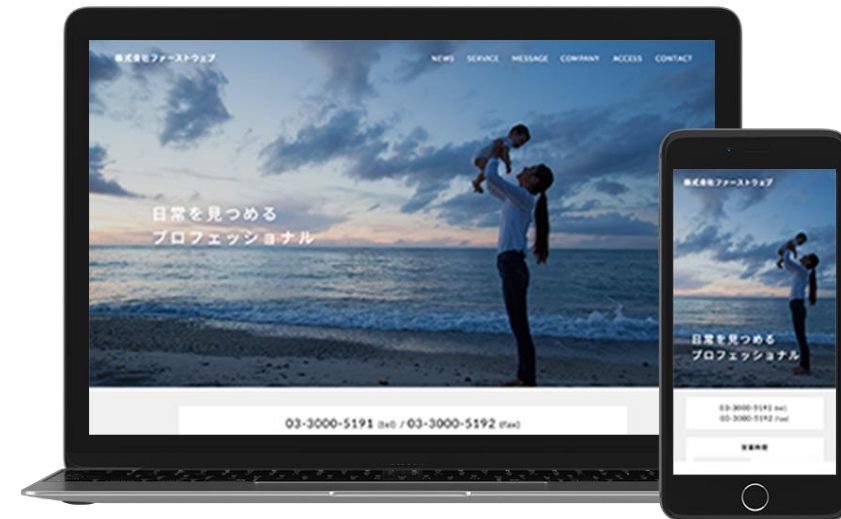 株式会社ファーストウェブ
NEWS SERVICE MESSAGE COMPANY ACCESS CONTACT
日常を見つめる
プロフェッショナル
03-3000-5191 (tel) / 03-3000-5192 (fax)
株式会社ファーストウェブ
日常を見つめる
プロフェッショナル
03-3000-5191 (tel)
03-3000-5192 (fax)
営業時間